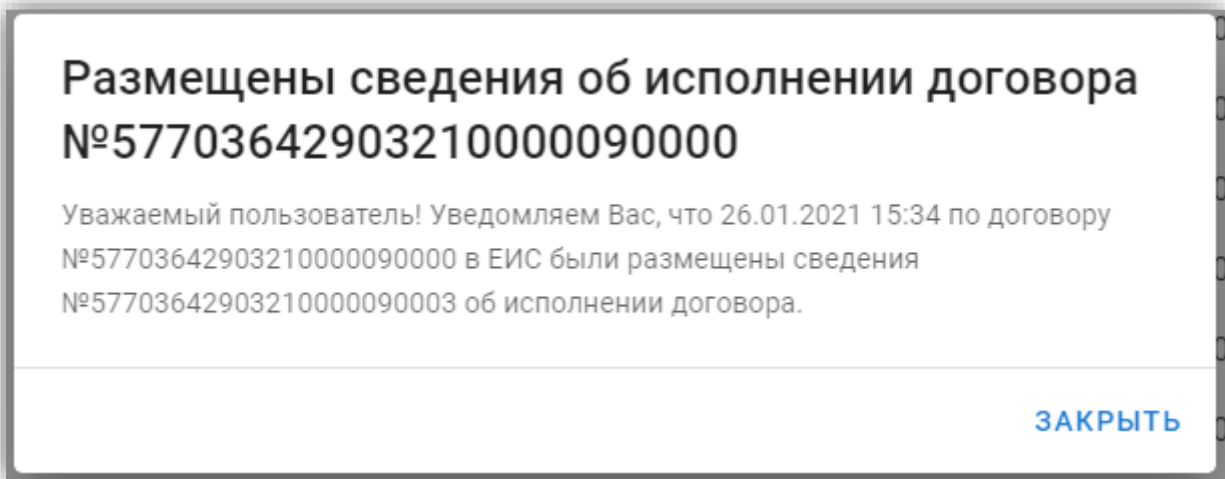 Размещены сведения об исполнении договора
№57703642903210000090000
Уважаемый пользователь! Уведомляем Вас, что 26.01.2021 15:34 по договору
№57703642903210000090000 в ЕИС были размещены сведения
№57703642903210000090003 об исполнении договора.
ЗАКРЫТЬ